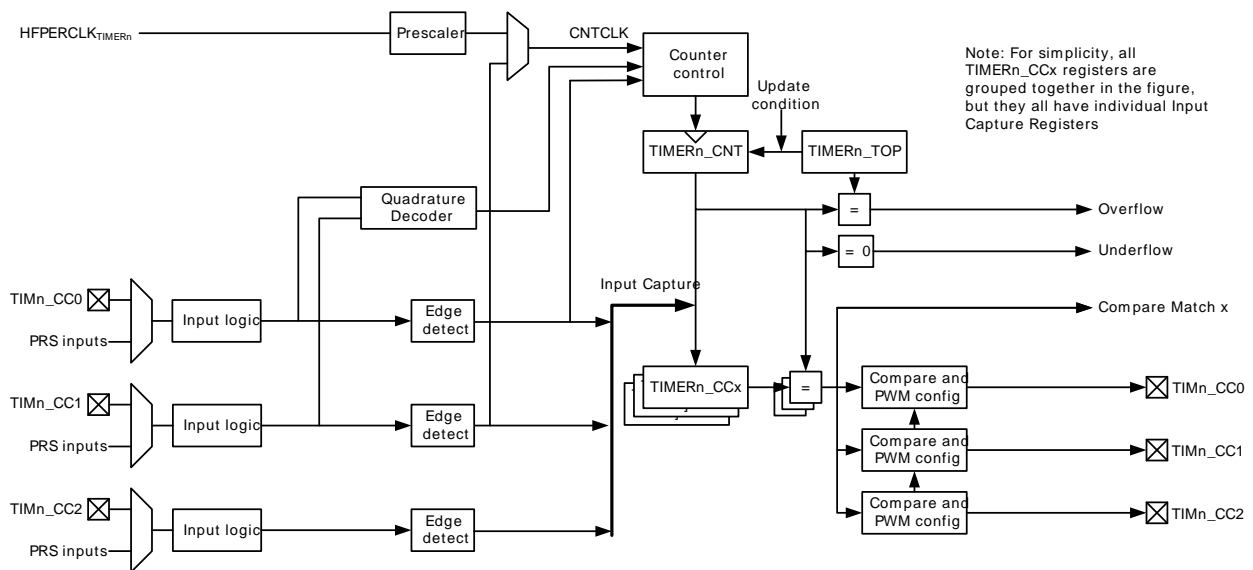 HFPERCLKTIMERn
Prescaler
CNTCLK
Counter
control
Note: For simplicity, all
TIMERn_CCx registers are
grouped together in the figure,
but they all have individual Input
Capture Registers
Update
condition
TIMERn_CNT
TIMERn_TOP
Quadrature
Decoder
=
Overflow
= 0
Underflow
Input Capture
TIMn_CC0
PRS inputs
Input logic
Edge
detect
Compare Match x
TIMERn_CCx
=
Compare and
PWM config
TIMn_CC0
TIMn_CC1
PRS inputs
Input logic
Edge
detect
Compare and
PWM config
TIMn_CC1
TIMn_CC2
PRS inputs
Input logic
Edge
detect
Compare and
PWM config
TIMn_CC2